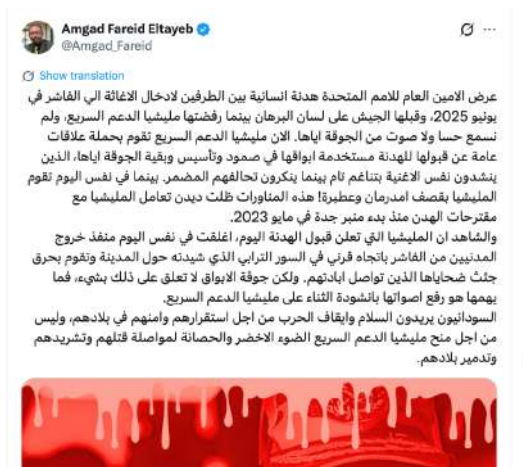 Amgad Fareid Eltayeb
@Amgad_Fareid
Show translation
عرض الامين العام للامم المتحدة هدنة انسانية بين الطرفين لادخال الاغاثة الي الفاشر في
يونيو 2025، وقبلها الجيش على لسان البرهان بينما رفضتها مليشيا الدعم السريع، ولم
نسمع حسا ولا صوت من الجوقة اياها. الان مليشيا الدعم السريع تقوم بحملة علاقات
عامة عن قبولها للهدنة مستخدمة ابواقها في صمود وتأسيس وبقية الجوقة اياها، الذين
ينشدون نفس الاغنية بتناغم تام بينما ينكرون تحالفهم المضمر. بينما في نفس اليوم تقوم
المليشيا بقصف امدرمان وعطبرة! هذه المناورات ظلت ديدن تعامل المليشيا مع
مقترحات الهدن منذ بدء منبر جدة في مايو 2023.
والشاهد ان المليشيا التي تعلن قبول الهدنة اليوم، اغلقت في نفس اليوم منفذ خروج
المدنيين من الفاشر باتجاه قرني في السور الترابي الذي شيدته حول المدينة وتقوم بحرق
جثث ضحاياها الذين تواصل ابادتهم. ولكن جوقة الابواق لا تعلق على ذلك بشيء، فما
يهمها هو رفع اصواتها بانشودة الثناء على مليشيا الدعم السريع.
السودانيون يريدون السلام وايقاف الحرب من اجل استقرارهم وامنهم في بلادهم، وليس
من اجل منح مليشيا الدعم السريع الضوء الاخضر والحصانة لمواصلة قتلهم وتشريدهم
وتدمير بلادهم.